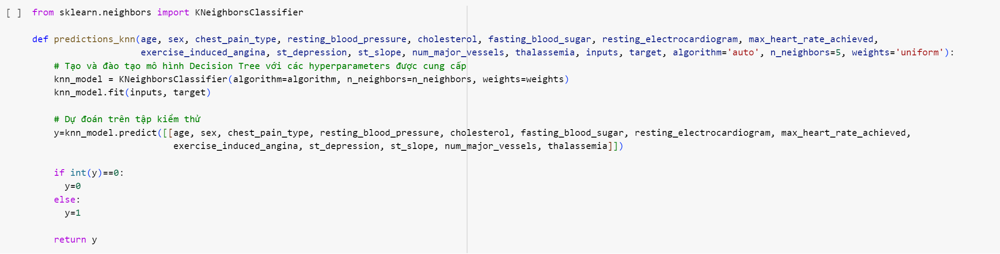 [ ] from sklearn.neighbors import KNeighborsClassifier
def predictions_knn(age, sex, chest_pain_type, resting_blood_pressure, cholesterol, fasting_blood_sugar, resting_electrocardiogram, max_heart_rate_achieved,
exercise_induced_angina, st_depression, st_slope, num_major_vessels, thalassemia, inputs, target, algorithm='auto', n_neighbors=5, weights='uniform'):
# Tạo và đào tạo mô hình Decision Tree với các hyperparameters được cung cấp
knn_model = KNeighborsClassifier(algorithm=algorithm, n_neighbors=n_neighbors, weights=weights)
knn_model.fit(inputs, target)
# Dự đoán trên tập kiểm thử
y=knn_model.predict([[age, sex, chest_pain_type, resting_blood_pressure, cholesterol, fasting_blood_sugar, resting_electrocardiogram, max_heart_rate_achieved,
exercise_induced_angina, st_depression, st_slope, num_major_vessels, thalassemia]])
if int(y)==0:
y=0
else:
y=1
return y